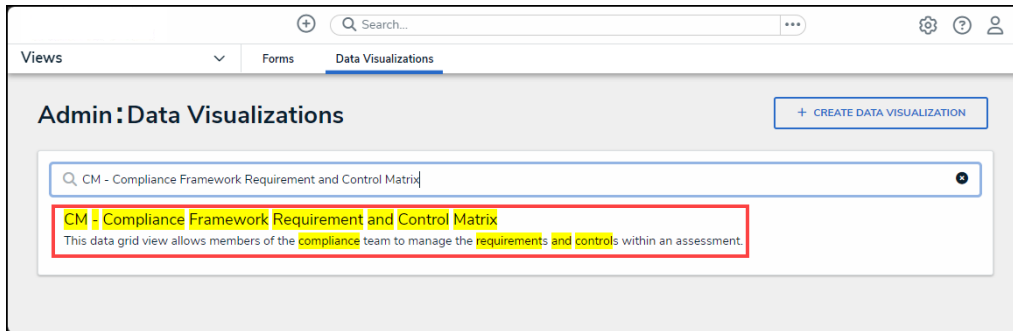 Search...
Views
Forms
Data Visualizations
Admin:Data Visualizations
+ CREATE DATA VISUALIZATION
CM - Compliance Framework Requirement and Control Matrix
CM - Compliance Framework Requirement and Control Matrix
This data grid view allows members of the compliance team to manage the requirements and controls within an assessment.